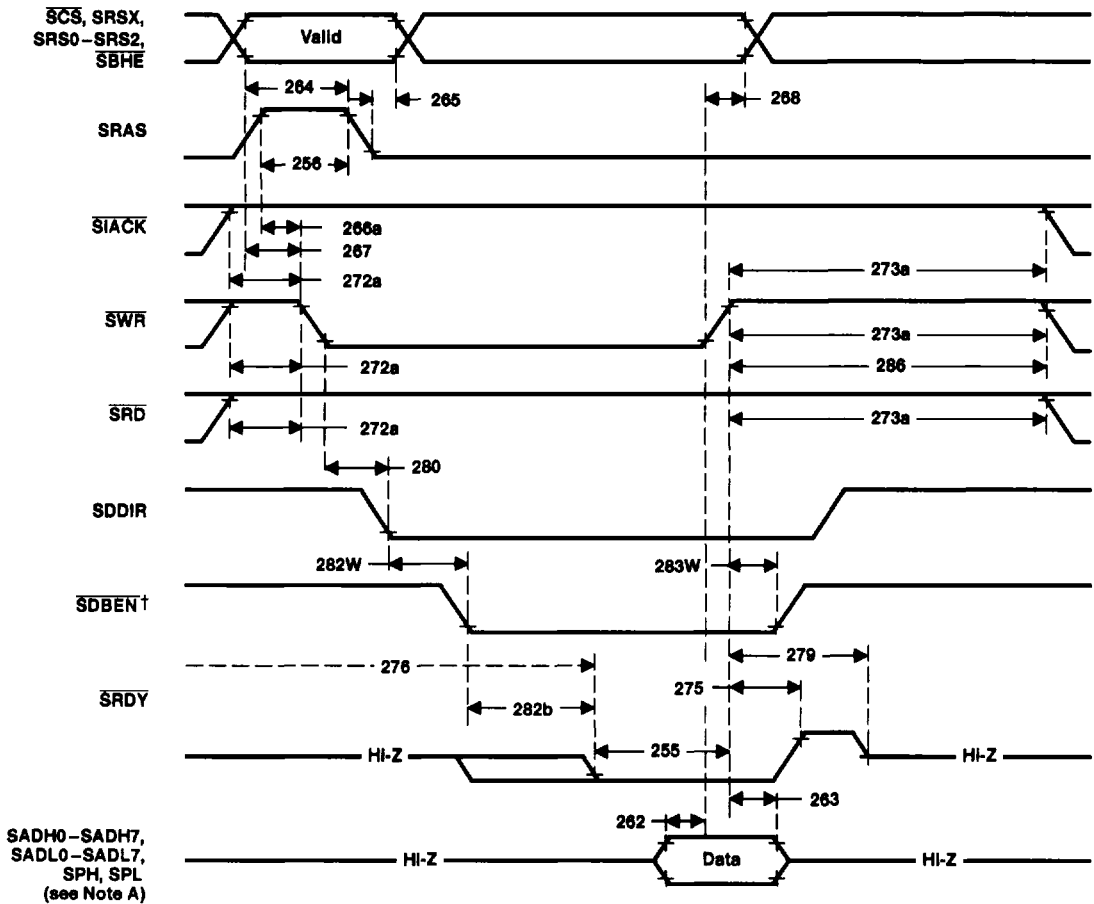 SCS, SRSX,
SRS0–SRS2,
SBHE
Valid
264
265
268
SRAS
256
SIACK
266a
267
272a
273a
SWR
273a
272a
286
SRD
272a
273a
280
SDDIR
282W
283W
SDBEN†
276
279
SRDY
275
282b
Hi-Z
255
Hi-Z
263
262
SADH0–SADH7,
SADL0–SADL7,
SPH, SPL
(see Note A)
Hi-Z
Data
Hi-Z